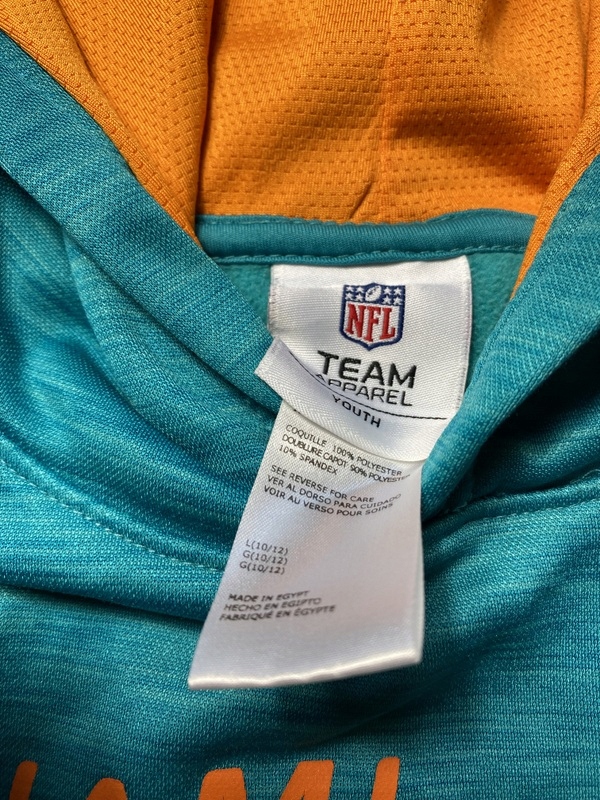 NFL
TEAM
APPAREL
YOUTH
COQUILLE 100% POLYESTER
DOUBLURE CAPOT 90% POLYESTER
10% SPANDEX
SEE REVERSE FOR CARE
VER AL DORSO PARA CUIDADO
VOIR AU VERSO POUR SOINS
L(10/12)
G(10/12)
G(10/12)
MADE IN EGYPT
HECHO EN EGIPTO
FABRIQUÉ EN ÉGYPTE